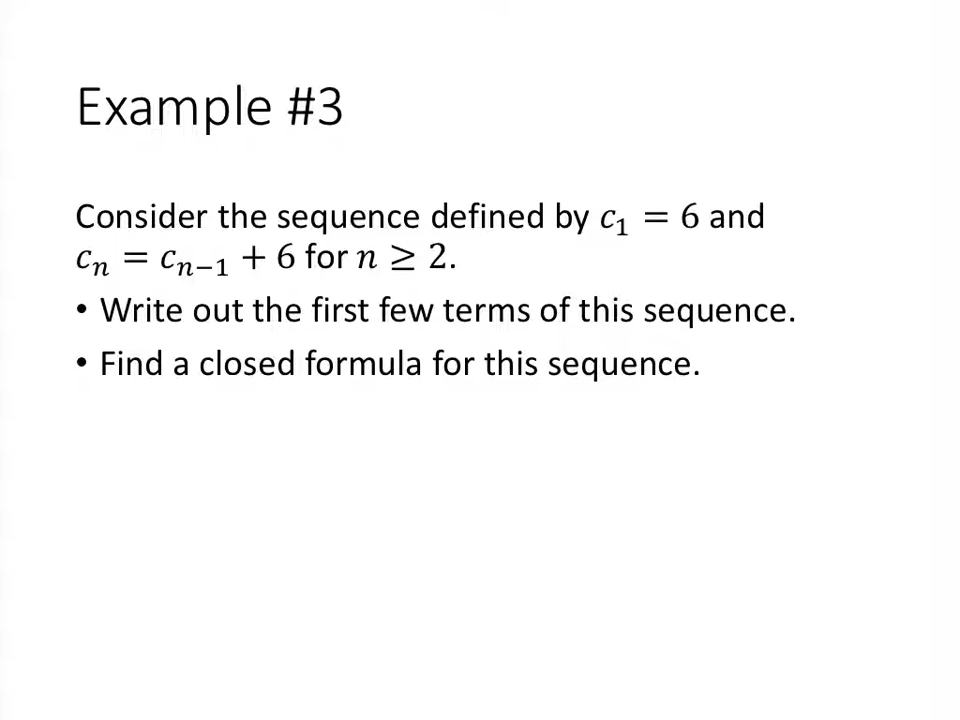 Example #3
Consider the sequence defined by 𝑐₁ = 6 and
𝑐ₙ = 𝑐ₙ₋₁ + 6 for 𝑛 ≥ 2.
• Write out the first few terms of this sequence.
• Find a closed formula for this sequence.